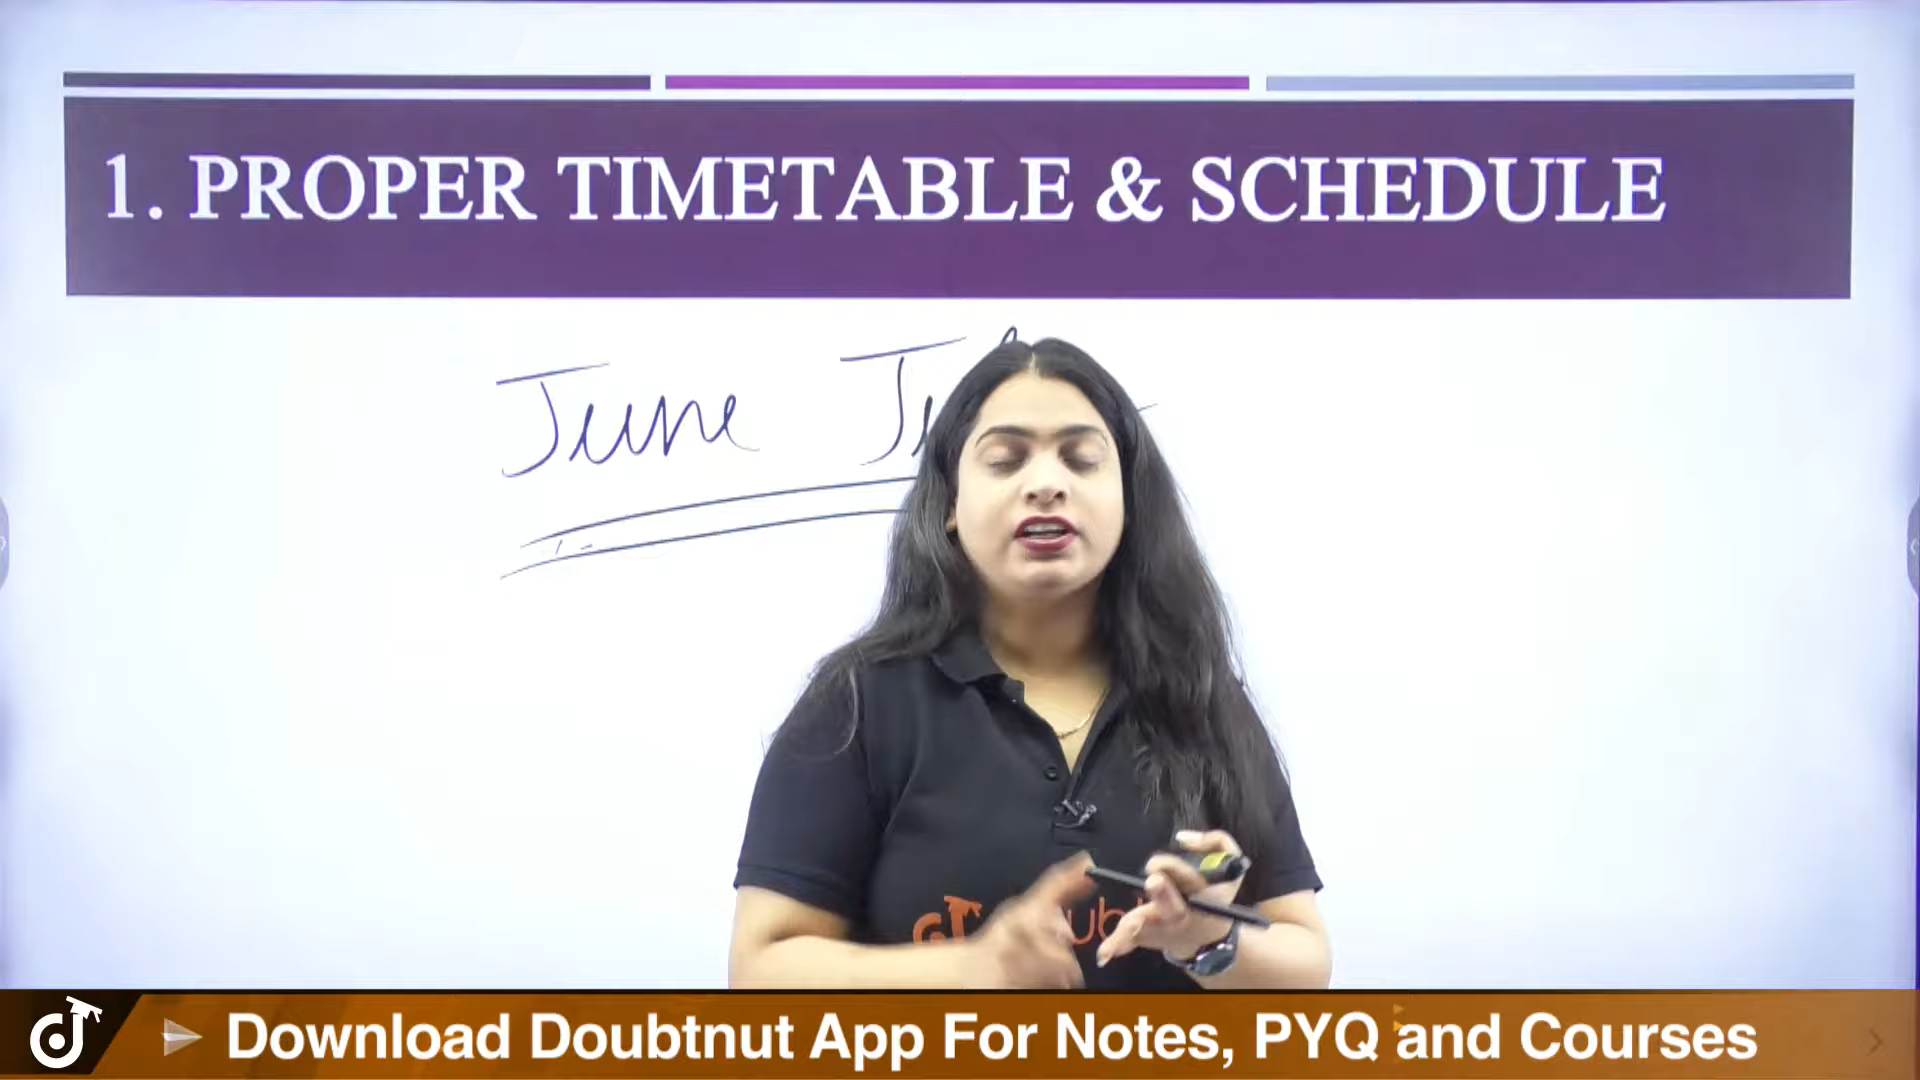 1. PROPER TIMETABLE & SCHEDULE
June
Download Doubtnut App For Notes, PYQ and Courses